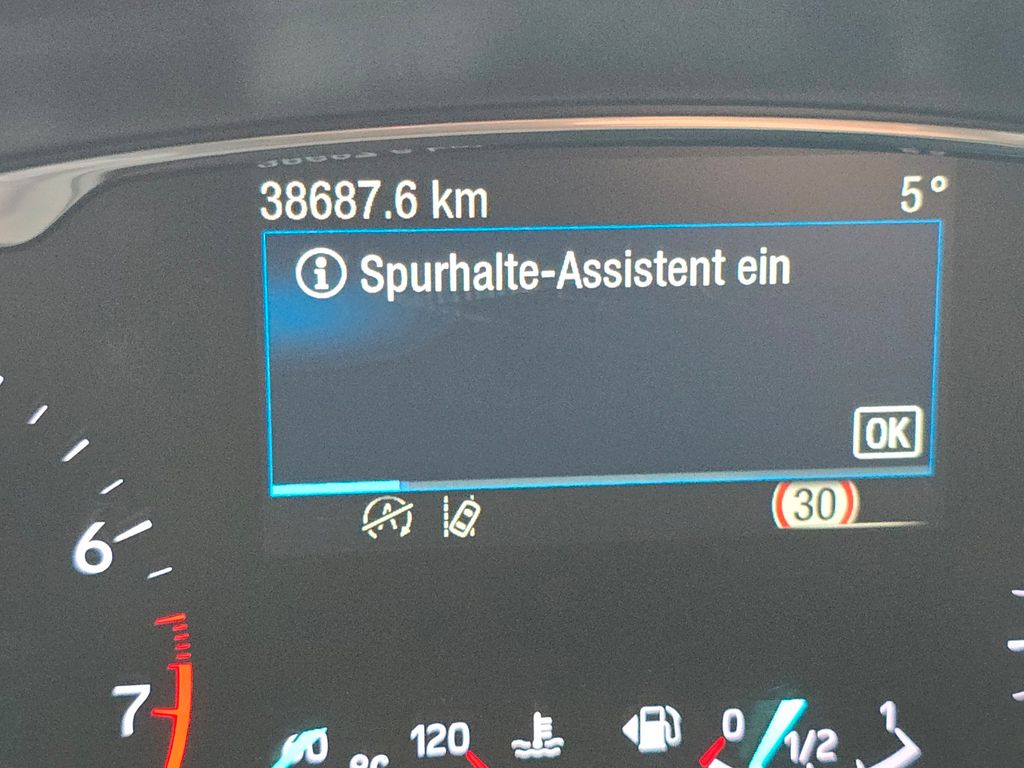 38687.6 km 5°
Spurhalte-Assistent ein
OK
30
6
7
120 0 1/2 1